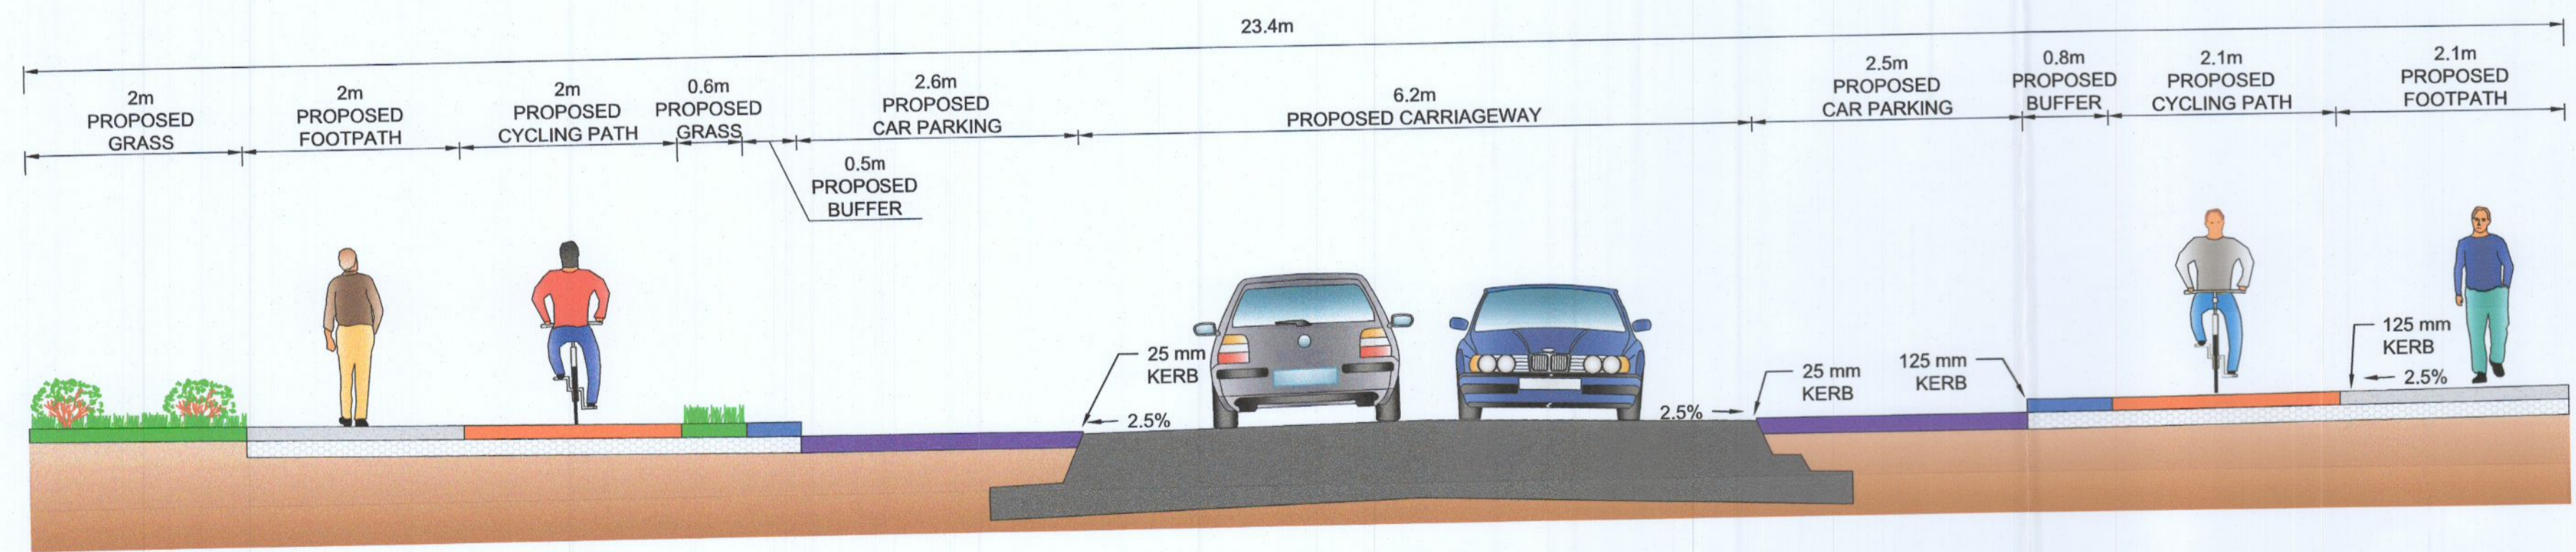 23.4m
2m
PROPOSED
GRASS
2m
PROPOSED
FOOTPATH
2m
PROPOSED
CYCLING PATH
0.6m
PROPOSED
GRASS
0.5m
PROPOSED
BUFFER
2.6m
PROPOSED
CAR PARKING
6.2m
PROPOSED CARRIAGEWAY
2.5m
PROPOSED
CAR PARKING
0.8m
PROPOSED
BUFFER
2.1m
PROPOSED
CYCLING PATH
2.1m
PROPOSED
FOOTPATH
25 mm
KERB
2.5%
2.5%
25 mm
KERB
125 mm
KERB
125 mm
KERB
2.5%